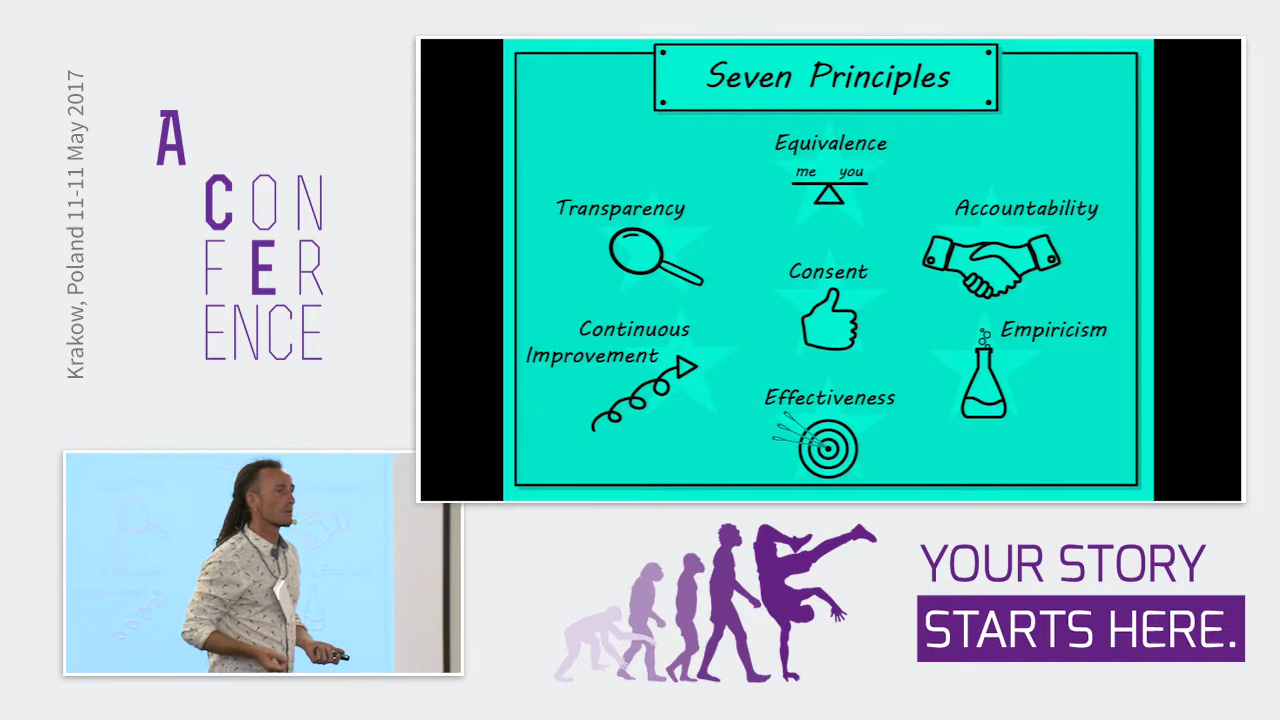 Krakow, Poland 11-11 May 2017
A
CON
FER
ENCE
Seven Principles
Equivalence
me you
Transparency
Accountability
Consent
Continuous
Improvement
Empiricism
Effectiveness
YOUR STORY
STARTS HERE.